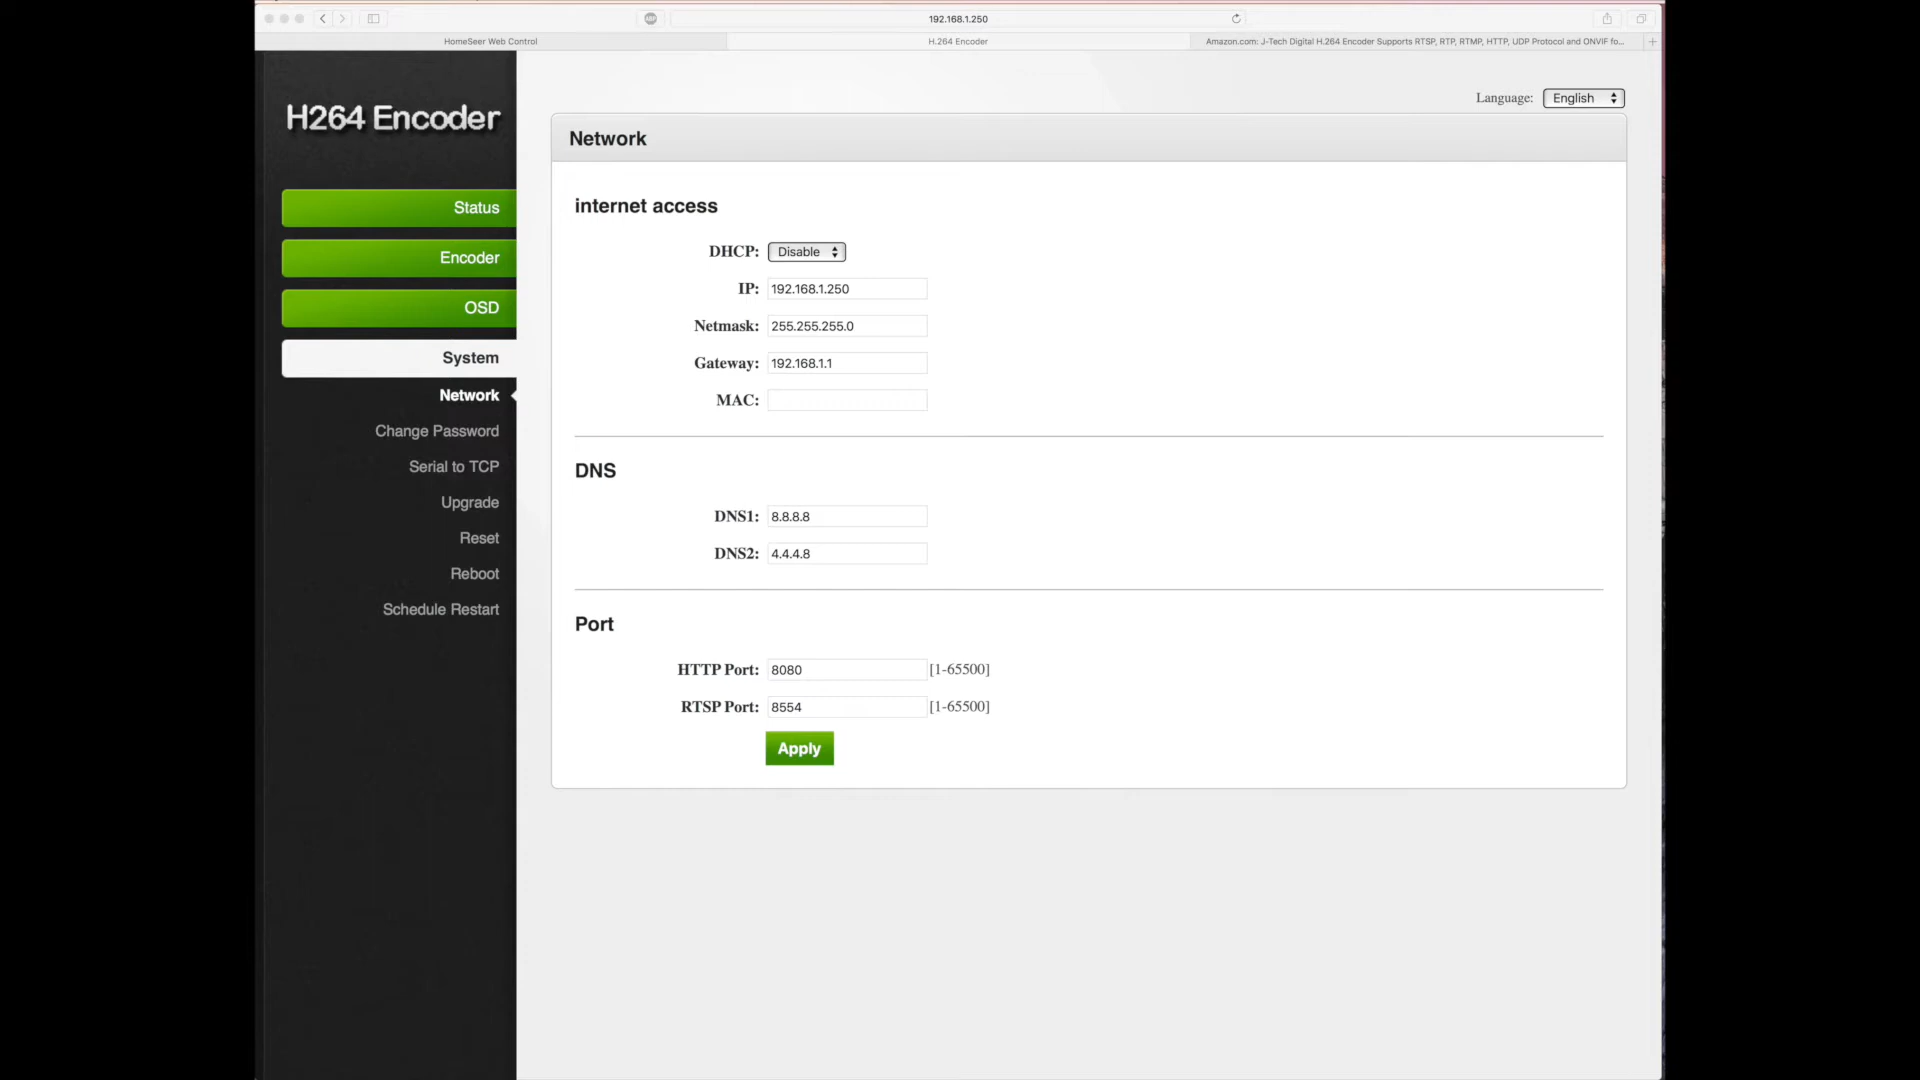 192.168.1.250
HomeSeer Web Control
H.264 Encoder
Amazon.com: J-Tech Digital H.264 Encoder Supports RTSP, RTP, RTMP, HTTP, UDP Protocol and ONVIF fo...
H264 Encoder
Language: English
Network
Status
internet access
Encoder
DHCP: Disable
IP: 192.168.1.250
OSD
Netmask: 255.255.255.0
System
Gateway: 192.168.1.1
Network
MAC:
Change Password
Serial to TCP
DNS
Upgrade
DNS1: 8.8.8.8
Reset
DNS2: 4.4.4.8
Reboot
Schedule Restart
Port
HTTP Port: 8080 [1-65500]
RTSP Port: 8554 [1-65500]
Apply